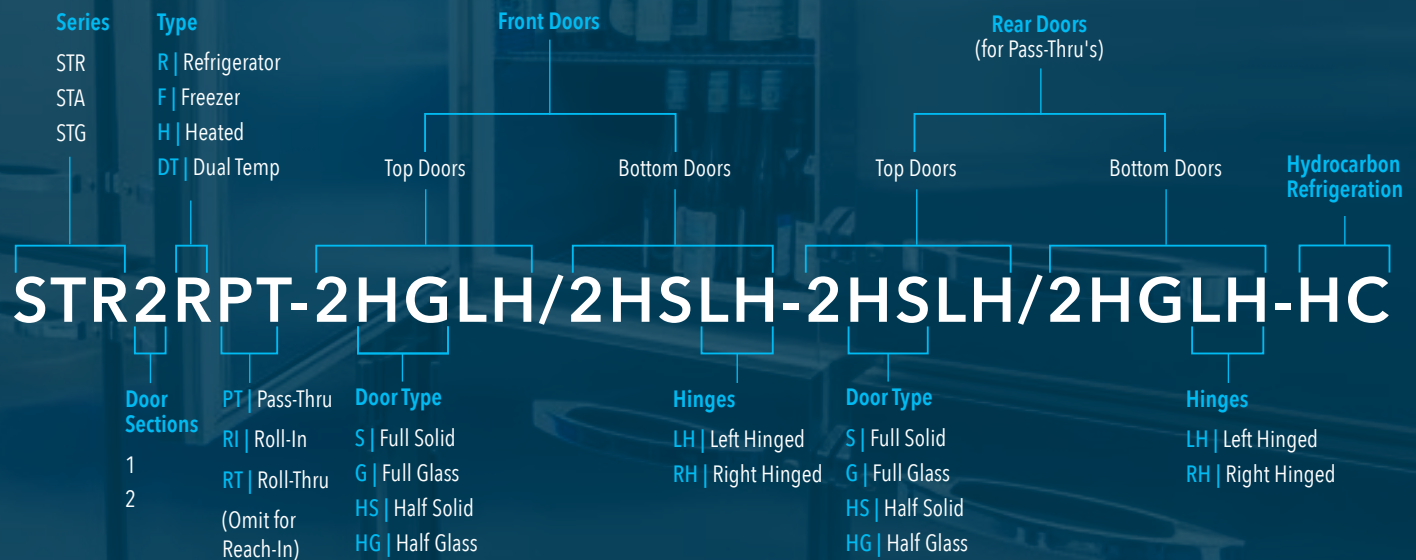 Series
STR
STA
STG
Type
R | Refrigerator
F | Freezer
H | Heated
DT | Dual Temp
Front Doors
Top Doors
Bottom Doors
Rear Doors
(for Pass-Thru's)
Top Doors
Bottom Doors
Hydrocarbon
Refrigeration
STR2RPT-2HGLH/2HSLH-2HSLH/2HGLH-HC
Door
Sections
1
2
PT | Pass-Thru
RI | Roll-In
RT | Roll-Thru
(Omit for
Reach-In)
Door Type
S | Full Solid
G | Full Glass
HS | Half Solid
HG | Half Glass
Hinges
LH | Left Hinged
RH | Right Hinged
Door Type
S | Full Solid
G | Full Glass
HS | Half Solid
HG | Half Glass
Hinges
LH | Left Hinged
RH | Right Hinged